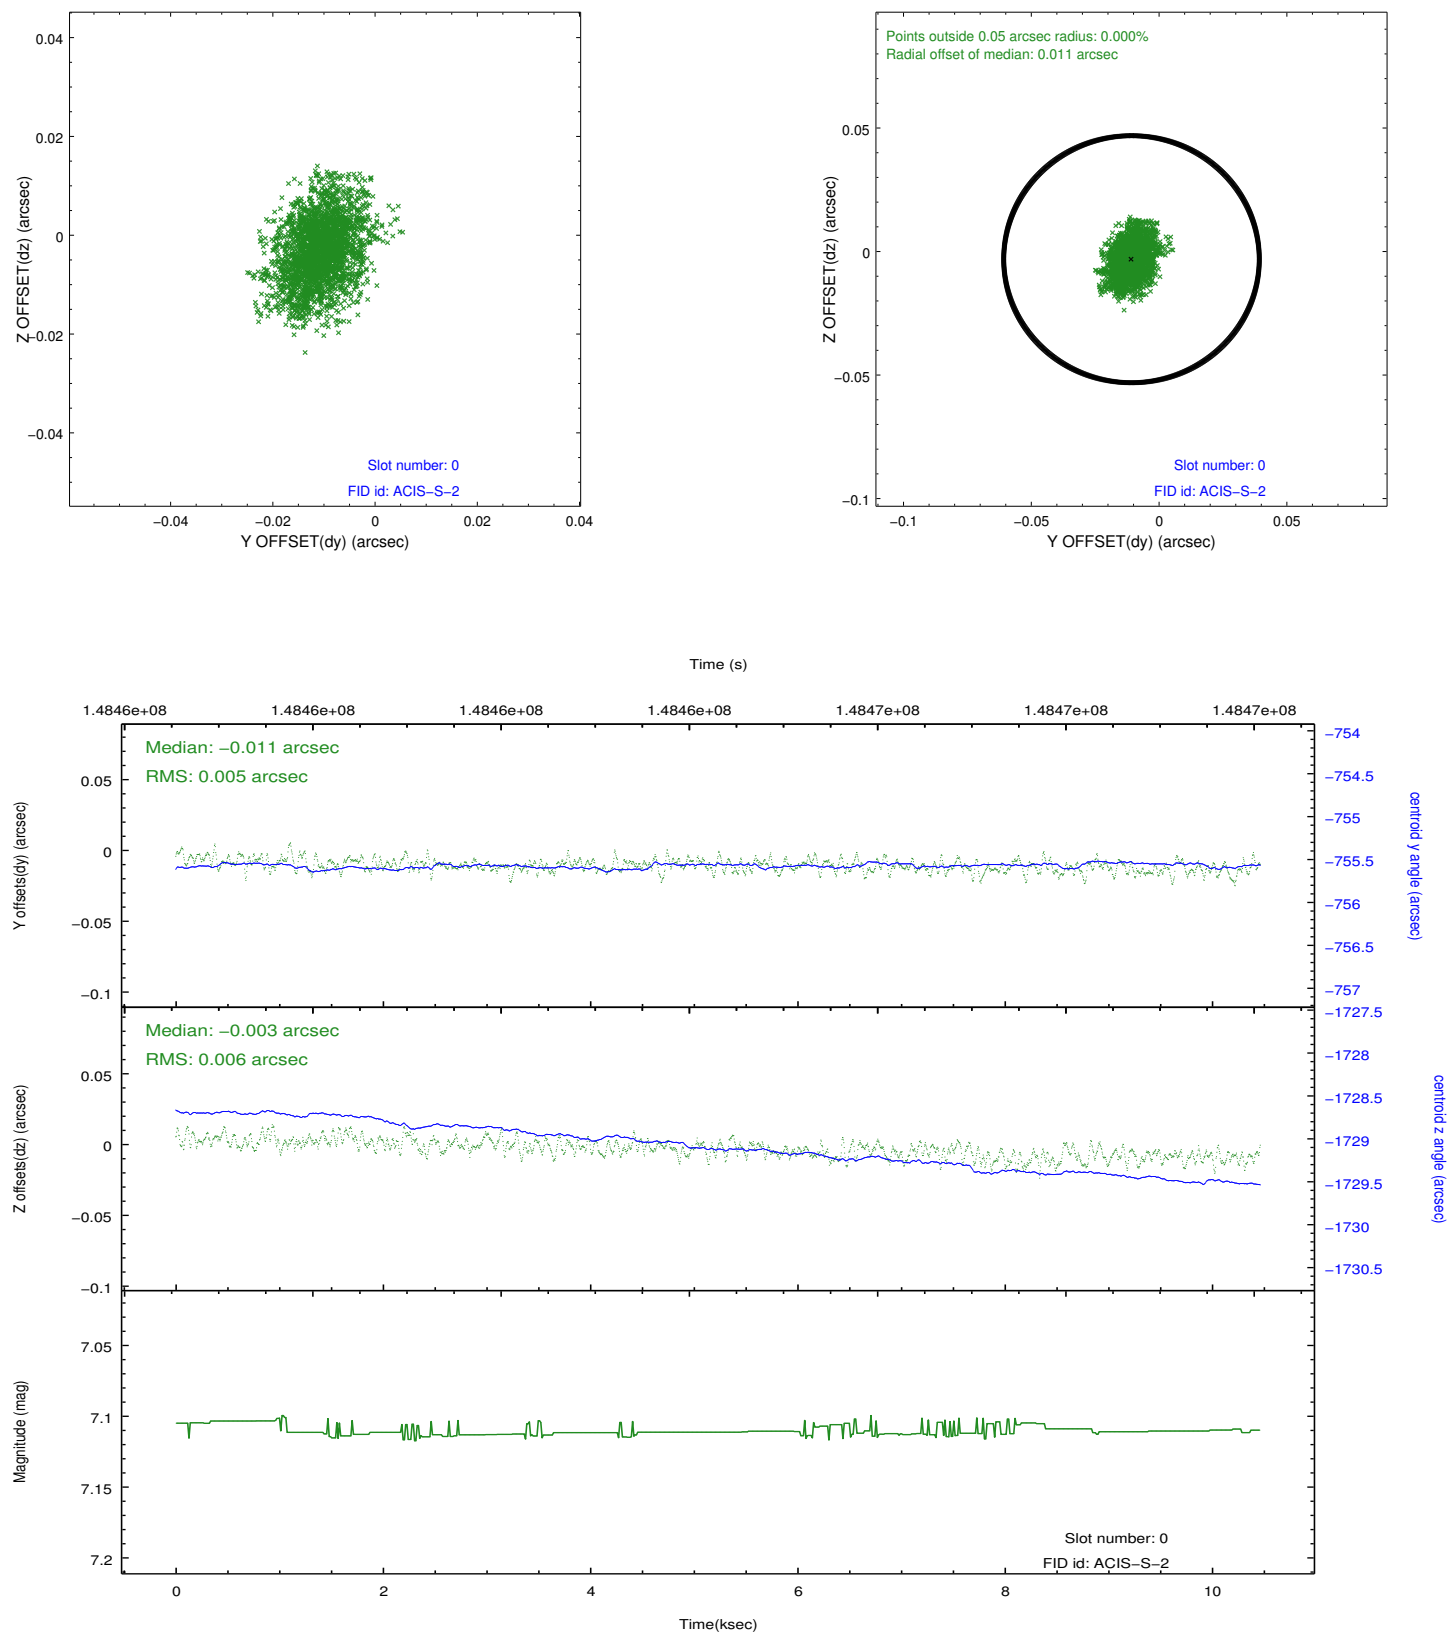 0.04
0.02
0
−0.02
−0.04
Z OFFSET(dz) (arcsec)
Slot number: 0
FID id: ACIS−S−2
−0.04
−0.02
0
0.02
0.04
Y OFFSET(dy) (arcsec)
Points outside 0.05 arcsec radius: 0.000%
Radial offset of median: 0.011 arcsec
0.05
0
−0.05
−0.1
Z OFFSET(dz) (arcsec)
Slot number: 0
FID id: ACIS−S−2
−0.1
−0.05
0
0.05
Y OFFSET(dy) (arcsec)
Time (s)
1.4846e+08
1.4846e+08
1.4846e+08
1.4846e+08
1.4847e+08
1.4847e+08
1.4847e+08
Median: −0.011 arcsec
RMS: 0.005 arcsec
0.05
0
−0.05
−0.1
Y offsets(dy) (arcsec)
−754
−754.5
−755
−755.5
−756
−756.5
−757
centroid y angle (arcsec)
Median: −0.003 arcsec
RMS: 0.006 arcsec
0.05
0
−0.05
−0.1
Z offsets(dz) (arcsec)
−1727.5
−1728
−1728.5
−1729
−1729.5
−1730
−1730.5
centroid z angle (arcsec)
7.05
7.1
7.15
7.2
Magnitude (mag)
Slot number: 0
FID id: ACIS−S−2
0
2
4
6
8
10
Time(ksec)